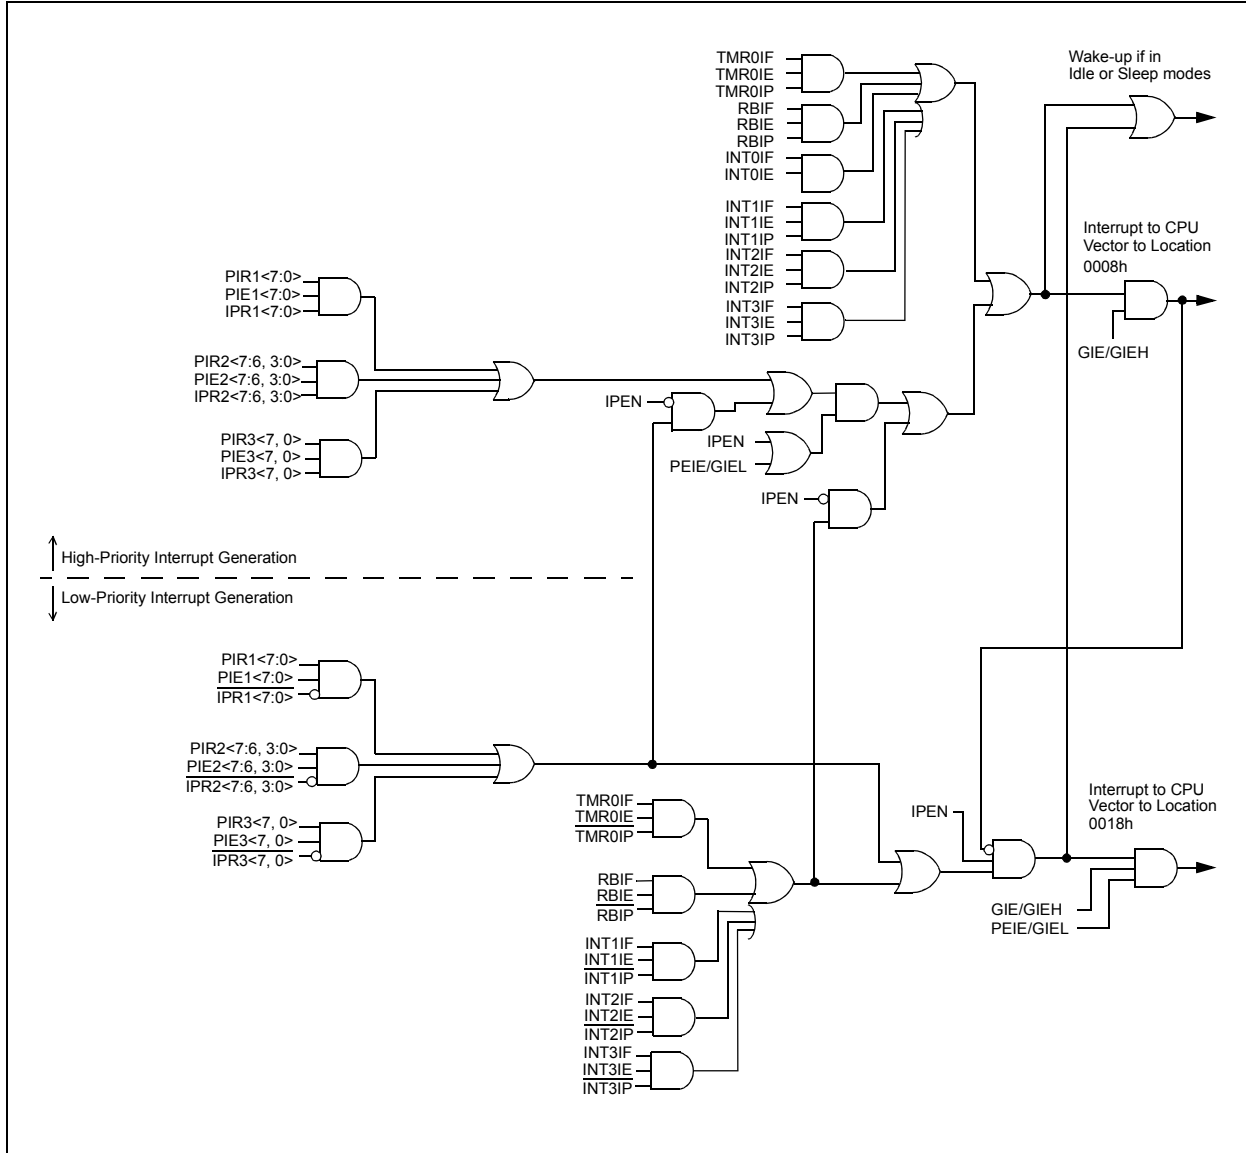 TMR0IF
TMR0IE
TMR0IP
RBIF
RBIE
RBIP
INT0IF
INT0IE
INT1IF
INT1IE
INT1IP
INT2IF
INT2IE
INT2IP
INT3IF
INT3IE
INT3IP
Wake-up if in
Idle or Sleep modes
Interrupt to CPU
Vector to Location
0008h
GIE/GIEH
PIR1<7:0>
PIE1<7:0>
IPR1<7:0>
PIR2<7:6, 3:0>
PIE2<7:6, 3:0>
IPR2<7:6, 3:0>
PIR3<7, 0>
PIE3<7, 0>
IPR3<7, 0>
IPEN
IPEN
PEIE/GIEL
IPEN
High-Priority Interrupt Generation
Low-Priority Interrupt Generation
PIR1<7:0>
PIE1<7:0>
IPR1<7:0>
PIR2<7:6, 3:0>
PIE2<7:6, 3:0>
IPR2<7:6, 3:0>
PIR3<7, 0>
PIE3<7, 0>
IPR3<7, 0>
TMR0IF
TMR0IE
TMR0IP
RBIF
RBIE
RBIP
INT1IF
INT1IE
INT1IP
INT2IF
INT2IE
INT2IP
INT3IF
INT3IE
INT3IP
IPEN
Interrupt to CPU
Vector to Location
0018h
GIE/GIEH
PEIE/GIEL